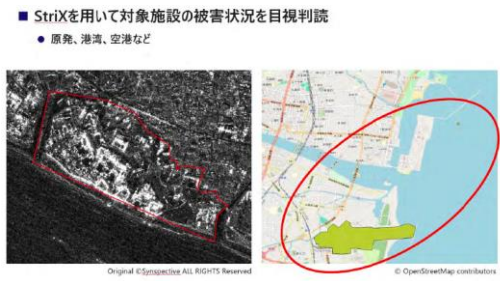 ■ StriXを用いて対象施設の被害状況を目視判読
● 原発、港湾、空港など
Original ©Synspective ALL RIGHTS Reserved
© OpenStreetMap contributors